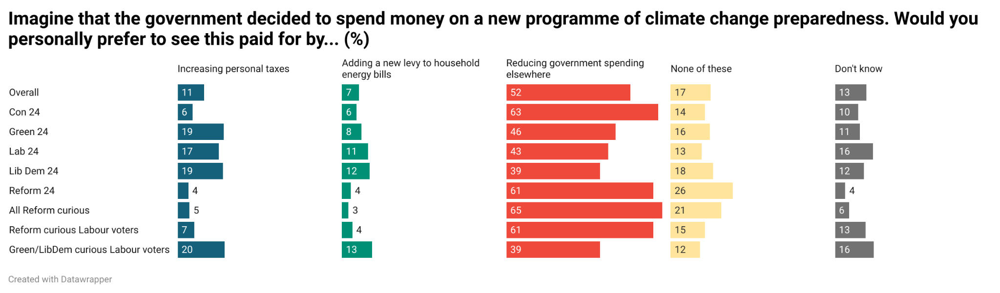 Imagine that the government decided to spend money on a new programme of climate change preparedness. Would you
personally prefer to see this paid for by... (%)
Increasing personal taxes
Adding a new levy to household
energy bills
Reducing government spending
elsewhere
None of these
Don't know
Overall 11 7 52 17 13
Con 24 6 6 63 14 10
Green 24 19 8 46 16 11
Lab 24 17 11 43 13 16
Lib Dem 24 19 12 39 18 12
Reform 24 4 4 61 26 4
All Reform curious 5 3 65 21 6
Reform curious Labour voters 7 4 61 15 13
Green/LibDem curious Labour voters 20 13 39 12 16
Created with Datawrapper